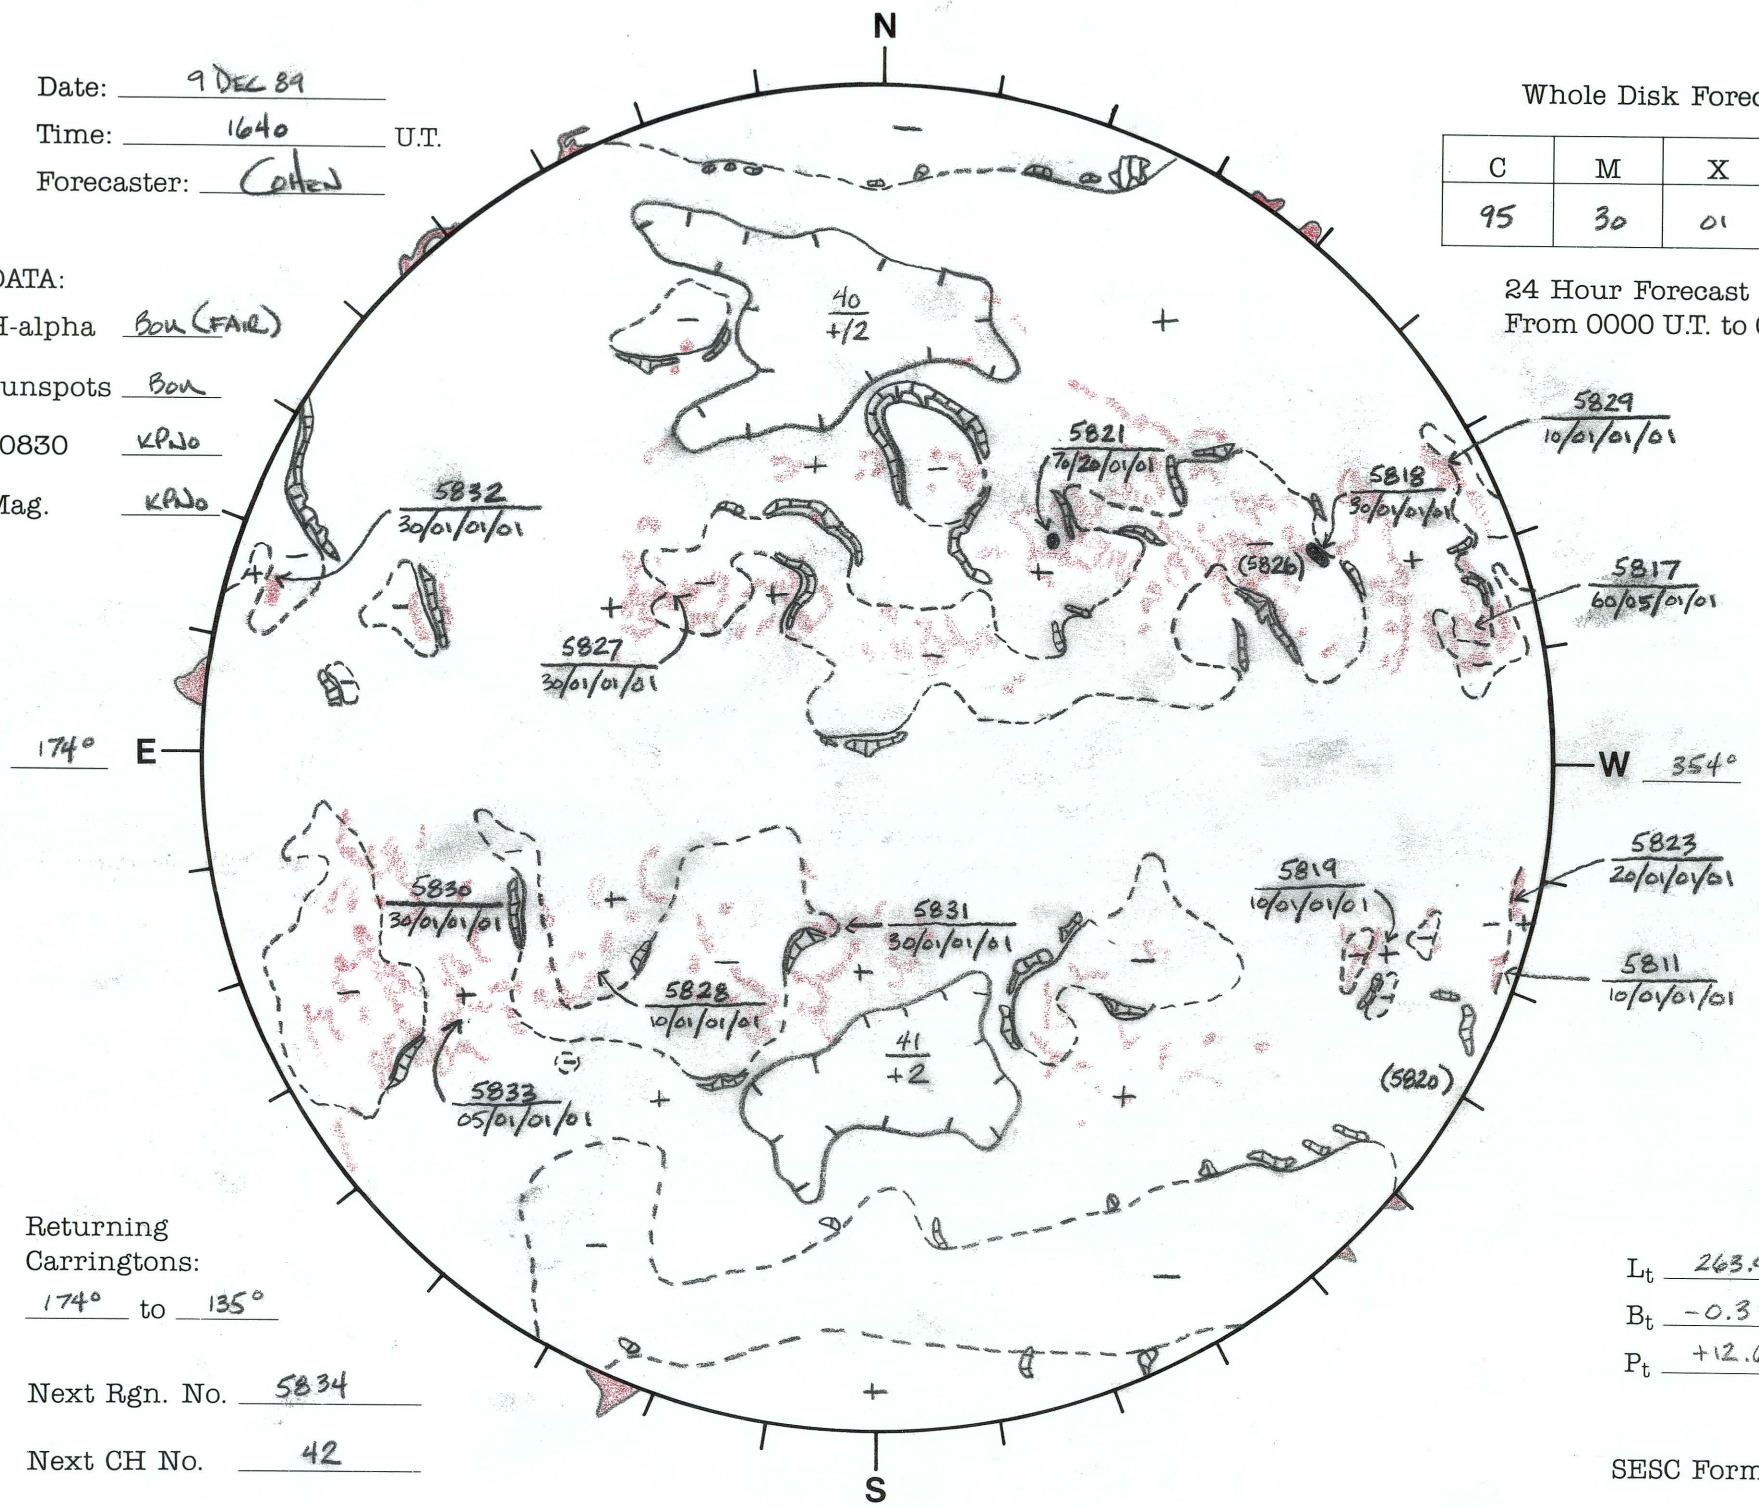 N
Date: 9 DEC 89
Time: 1640 U.T.
Forecaster: COHEN
DATA:
H-alpha BOU (FAIR)
unspots BOU
0830 KPNO
Mag. KPNO
Whole Disk Forec
C M X
95 30 01
24 Hour Forecast
From 0000 U.T. to 0
−
40
+/2
−
+
5829
10/01/01/01
5821
70/20/01/01
5818
30/01/01/01
5832
30/01/01/01
+ −
−
+
−
(5826) −
+
5817
60/05/01/01
−
+
−
+
+
5827
30/01/01/01
−
174° E
W 354°
5823
20/01/01/01
5819
10/01/01/01
5830
30/01/01/01
−
+
5831
30/01/01/01
−
+
−
− +
5811
10/01/01/01
−
+
5828
10/01/01/01
−
+
−
41
+2
(5820)
5833
05/01/01/01
−
+
+
Returning
Carringtons:
174° to 135°
−
−
Lt 263.
Bt -0.3
Pt +12.
Next Rgn. No. 5834
+
Next CH No. 42
S
SESC Form